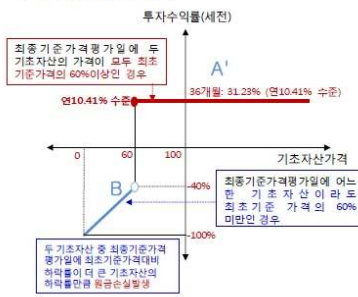 투자수익률(세전)
최종기준가격평가일에 두
기초자산의 가격이 모두 최초
기준가격의 60%이상인 경우
A'
36개월: 31.23% (연10.41% 수준)
연10.41% 수준
0
60
100
기초자산가격
B
-40%
최종기준가격평가일에 어느
한 기초자산이라도
최초기준 가격의 60%
미만인 경우
-100%
두 기초자산 중 최종기준가격
평가일에 최초기준가격대비
하락률이 더 큰 기초자산의
하락률만큼 원금손실발생